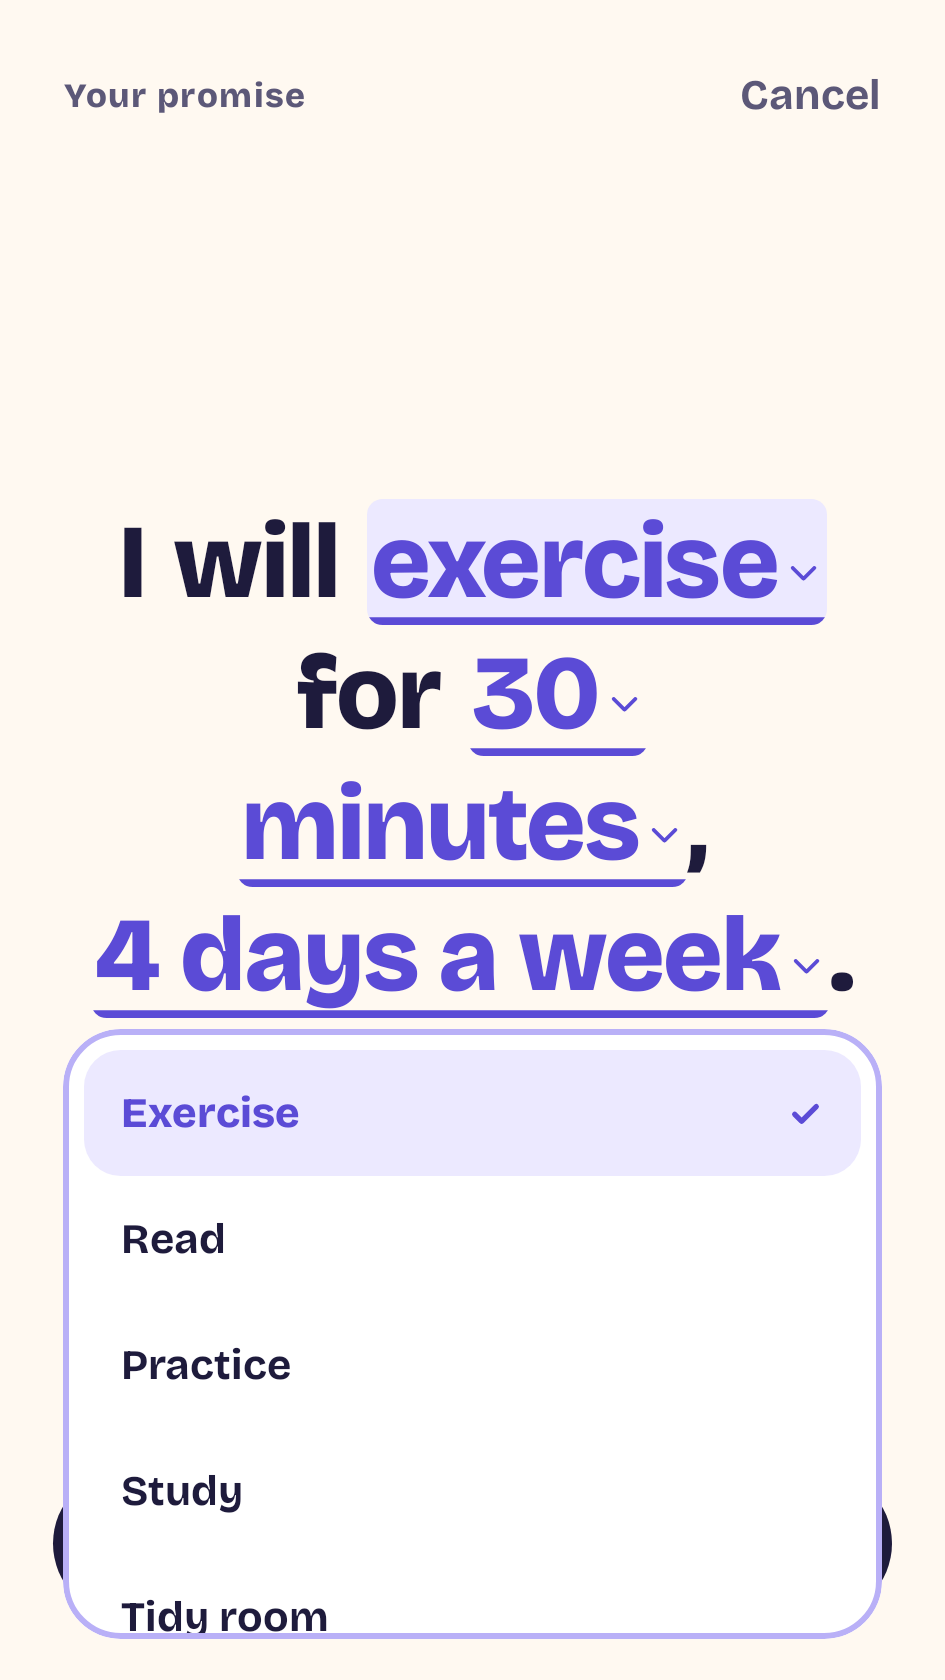 Your promise
Cancel
I will exercise
for 30
minutes,
4 days a week.
Exercise
Read
Practice
Study
Tidy room